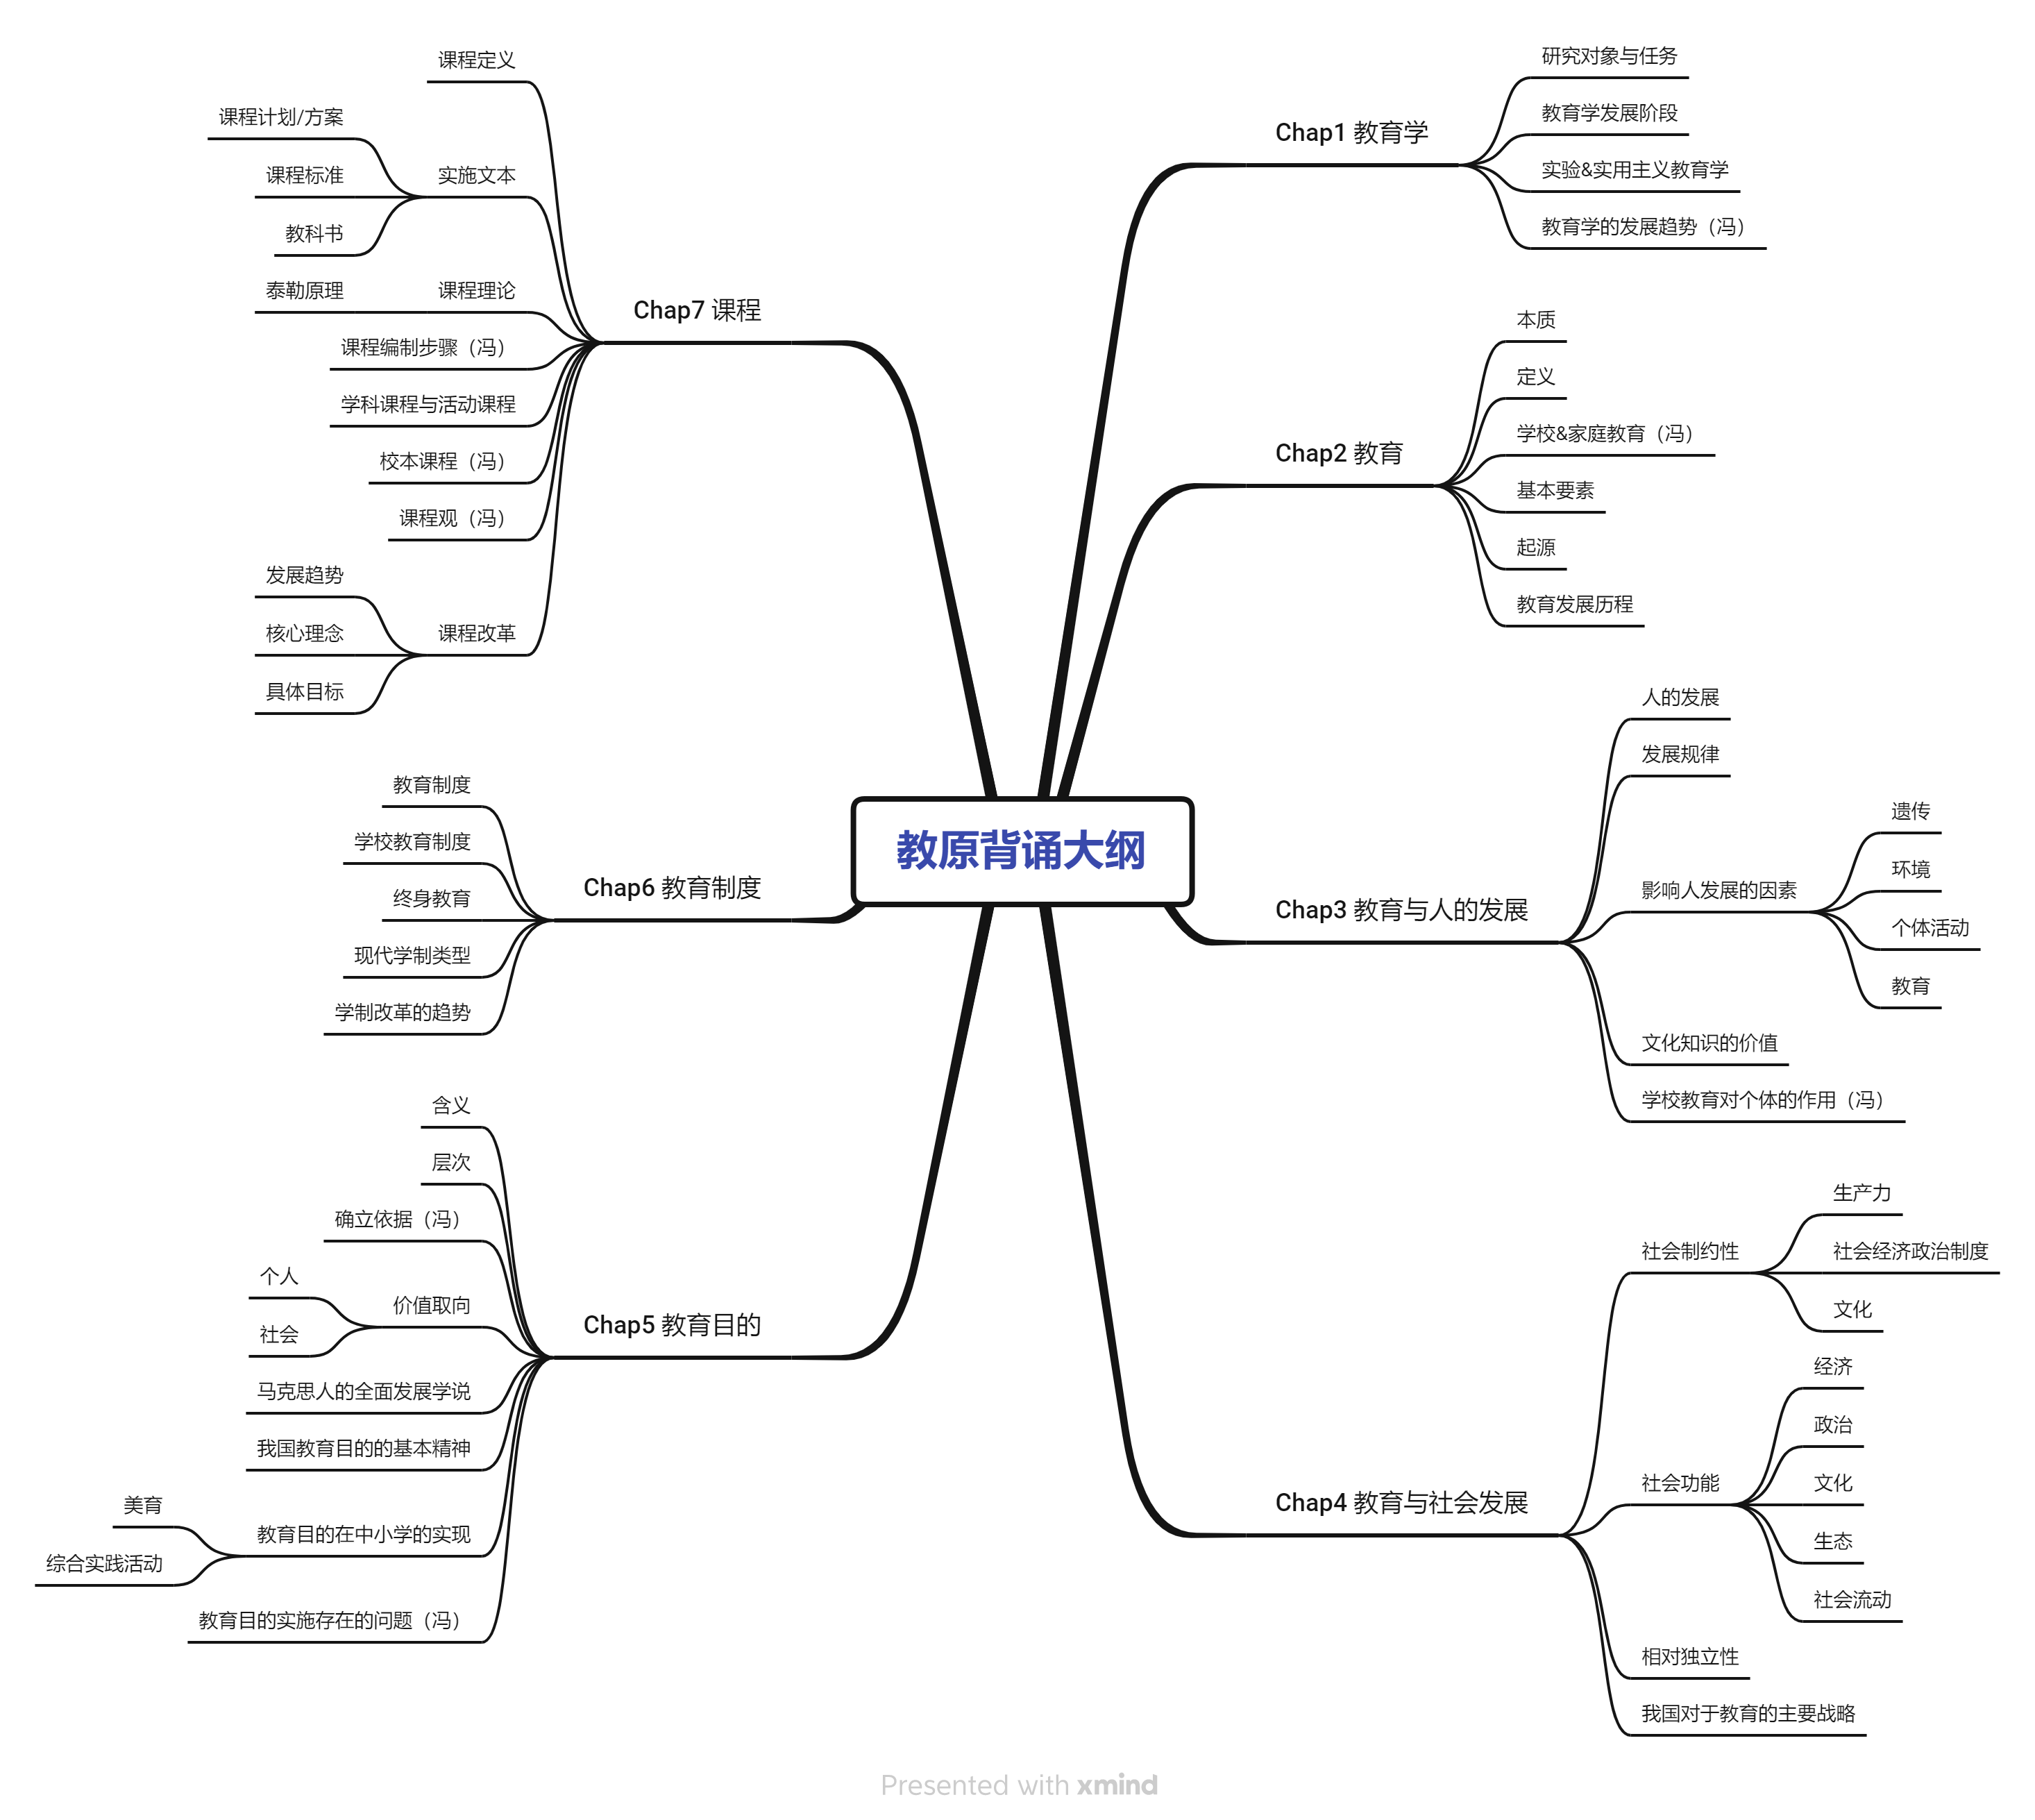 教原背诵大纲
Chap1 教育学
研究对象与任务
教育学发展阶段
实验&实用主义教育学
教育学的发展趋势（冯）
Chap2 教育
本质
定义
学校&家庭教育（冯）
基本要素
起源
教育发展历程
Chap3 教育与人的发展
人的发展
发展规律
影响人发展的因素
遗传
环境
个体活动
教育
文化知识的价值
学校教育对个体的作用（冯）
Chap4 教育与社会发展
社会制约性
生产力
社会经济政治制度
文化
社会功能
经济
政治
文化
生态
社会流动
相对独立性
我国对于教育的主要战略
Chap5 教育目的
含义
层次
确立依据（冯）
价值取向
个人
社会
马克思人的全面发展学说
我国教育目的的基本精神
教育目的在中小学的实现
美育
综合实践活动
教育目的实施存在的问题（冯）
Chap6 教育制度
教育制度
学校教育制度
终身教育
现代学制类型
学制改革的趋势
Chap7 课程
课程定义
实施文本
课程计划/方案
课程标准
教科书
课程理论
泰勒原理
课程编制步骤（冯）
学科课程与活动课程
校本课程（冯）
课程观（冯）
课程改革
发展趋势
核心理念
具体目标
Presented with xmind